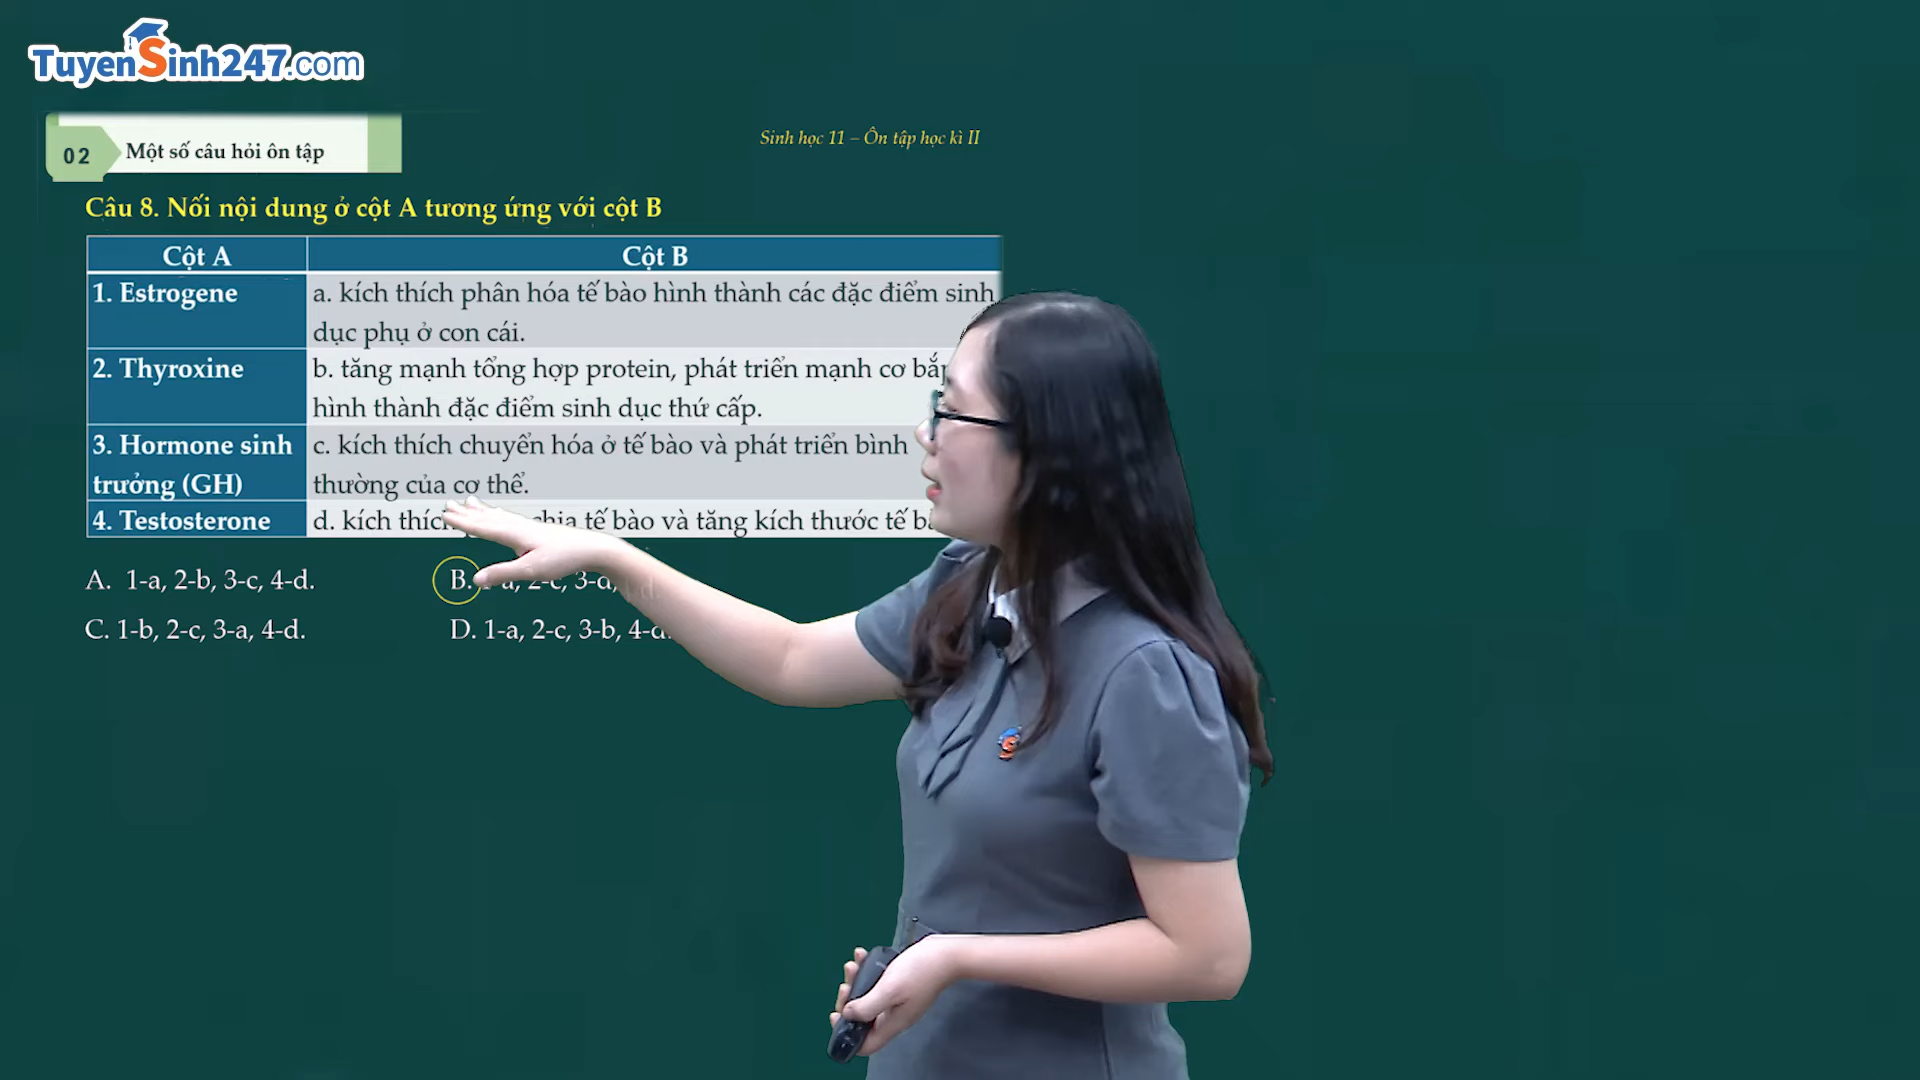 TuyenSinh247.com
02
Một số câu hỏi ôn tập
Sinh học 11 – Ôn tập học kì II
Câu 8. Nối nội dung ở cột A tương ứng với cột B
Cột A
Cột B
1. Estrogene
a. kích thích phân hóa tế bào hình thành các đặc điểm sinh
dục phụ ở con cái.
2. Thyroxine
b. tăng mạnh tổng hợp protein, phát triển mạnh cơ
hình thành đặc điểm sinh dục thứ cấp.
3. Hormone sinh
trưởng (GH)
c. kích thích chuyển hóa ở tế bào và phát triển bình
thường của cơ thể.
4. Testosterone
d. kích chia tế bào và tăng kích thước tế
A. 1-a, 2-b, 3-c, 4-d.
B. 2-c,
C. 1-b, 2-c, 3-a, 4-d.
D. 1-a, 2-c, 3-b,